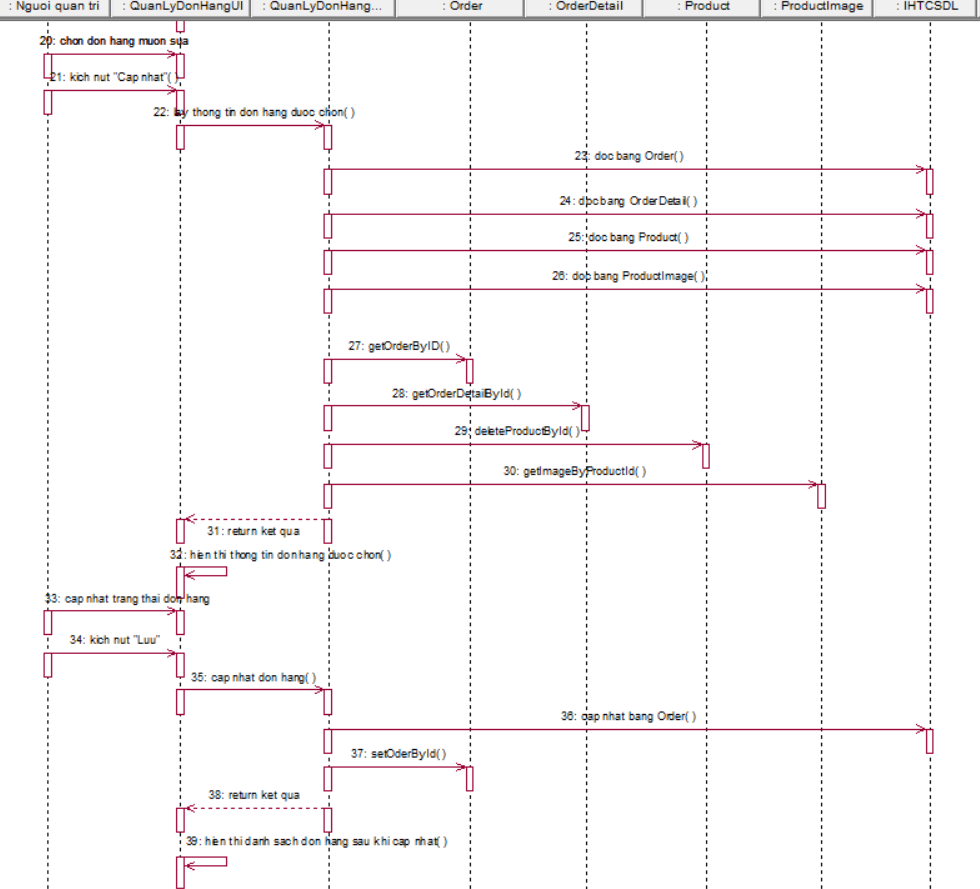 : Nguoi quan tri : QuanLyDonHangUI : QuanLyDonHang... : Order : OrderDetail : Product : ProductImage : IHTCSDL
20: chon don hang muon sua
21: kich nut "Cap nhat"( )
22: lay thong tin don hang duoc chon( )
23: doc bang Order( )
24: doc bang OrderDetail( )
25: doc bang Product( )
26: doc bang ProductImage( )
27: getOrderByID( )
28: getOrderDetailById( )
29: deleteProductById( )
30: getImageByProductId( )
31: return ket qua
32: hien thi thong tin don hang duoc chon( )
33: cap nhat trang thai don hang
34: kich nut "Luu"
35: cap nhat don hang( )
36: cap nhat bang Order( )
37: setOderById( )
38: return ket qua
39: hien thi danh sach don hang sau khi cap nhat( )